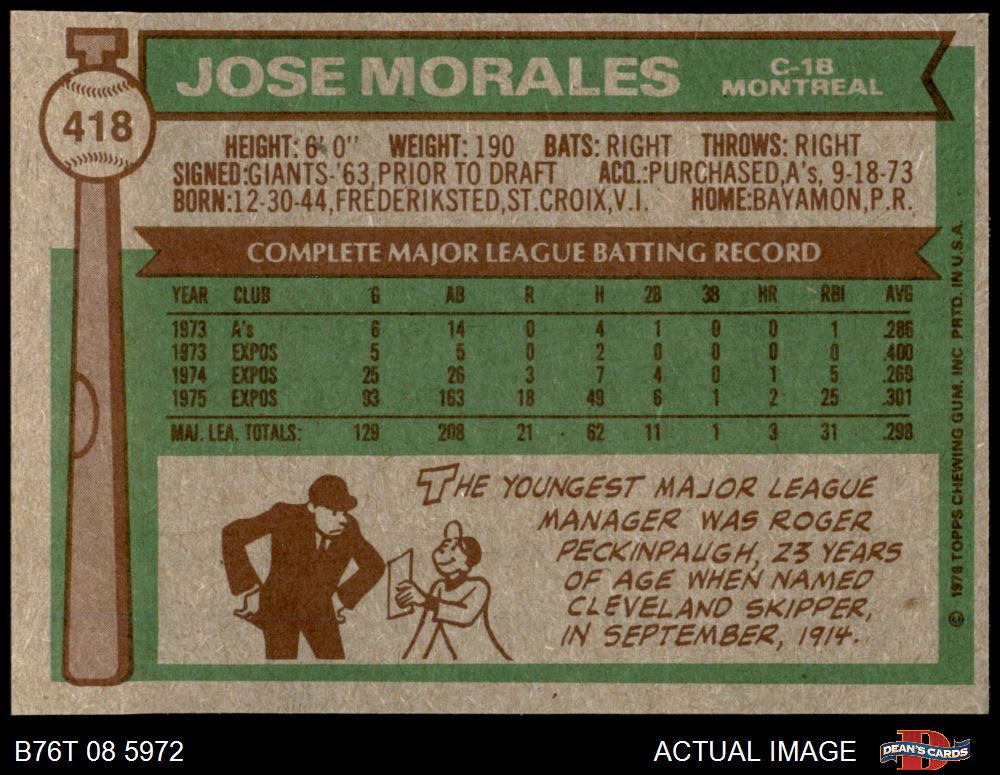 JOSE MORALES
C-1B
MONTREAL
418
HEIGHT: 6' 0" WEIGHT: 190 BATS: RIGHT THROWS: RIGHT
SIGNED: GIANTS-'63, PRIOR TO DRAFT ACQ.: PURCHASED, A's, 9-18-73
BORN: 12-30-44, FREDERIKSTED, ST. CROIX, V.I. HOME: BAYAMON, P.R.
COMPLETE MAJOR LEAGUE BATTING RECORD
YEAR CLUB G AB R H 2B 3B HR RBI AVG
1973 A's 6 14 0 4 1 0 0 1 .286
1973 EXPOS 5 5 0 2 0 0 0 0 .400
1974 EXPOS 25 26 3 7 4 0 1 5 .269
1975 EXPOS 93 163 18 49 6 1 2 25 .301
MAJ. LEA. TOTALS: 129 208 21 62 11 1 3 31 .298
THE YOUNGEST MAJOR LEAGUE
MANAGER WAS ROGER
PECKINPAUGH, 23 YEARS
OF AGE WHEN NAMED
CLEVELAND SKIPPER,
IN SEPTEMBER, 1914.
© 1976 TOPPS CHEWING GUM, INC PRTD. IN U.S.A.
B76T 08 5972
ACTUAL IMAGE
DEAN'S CARDS